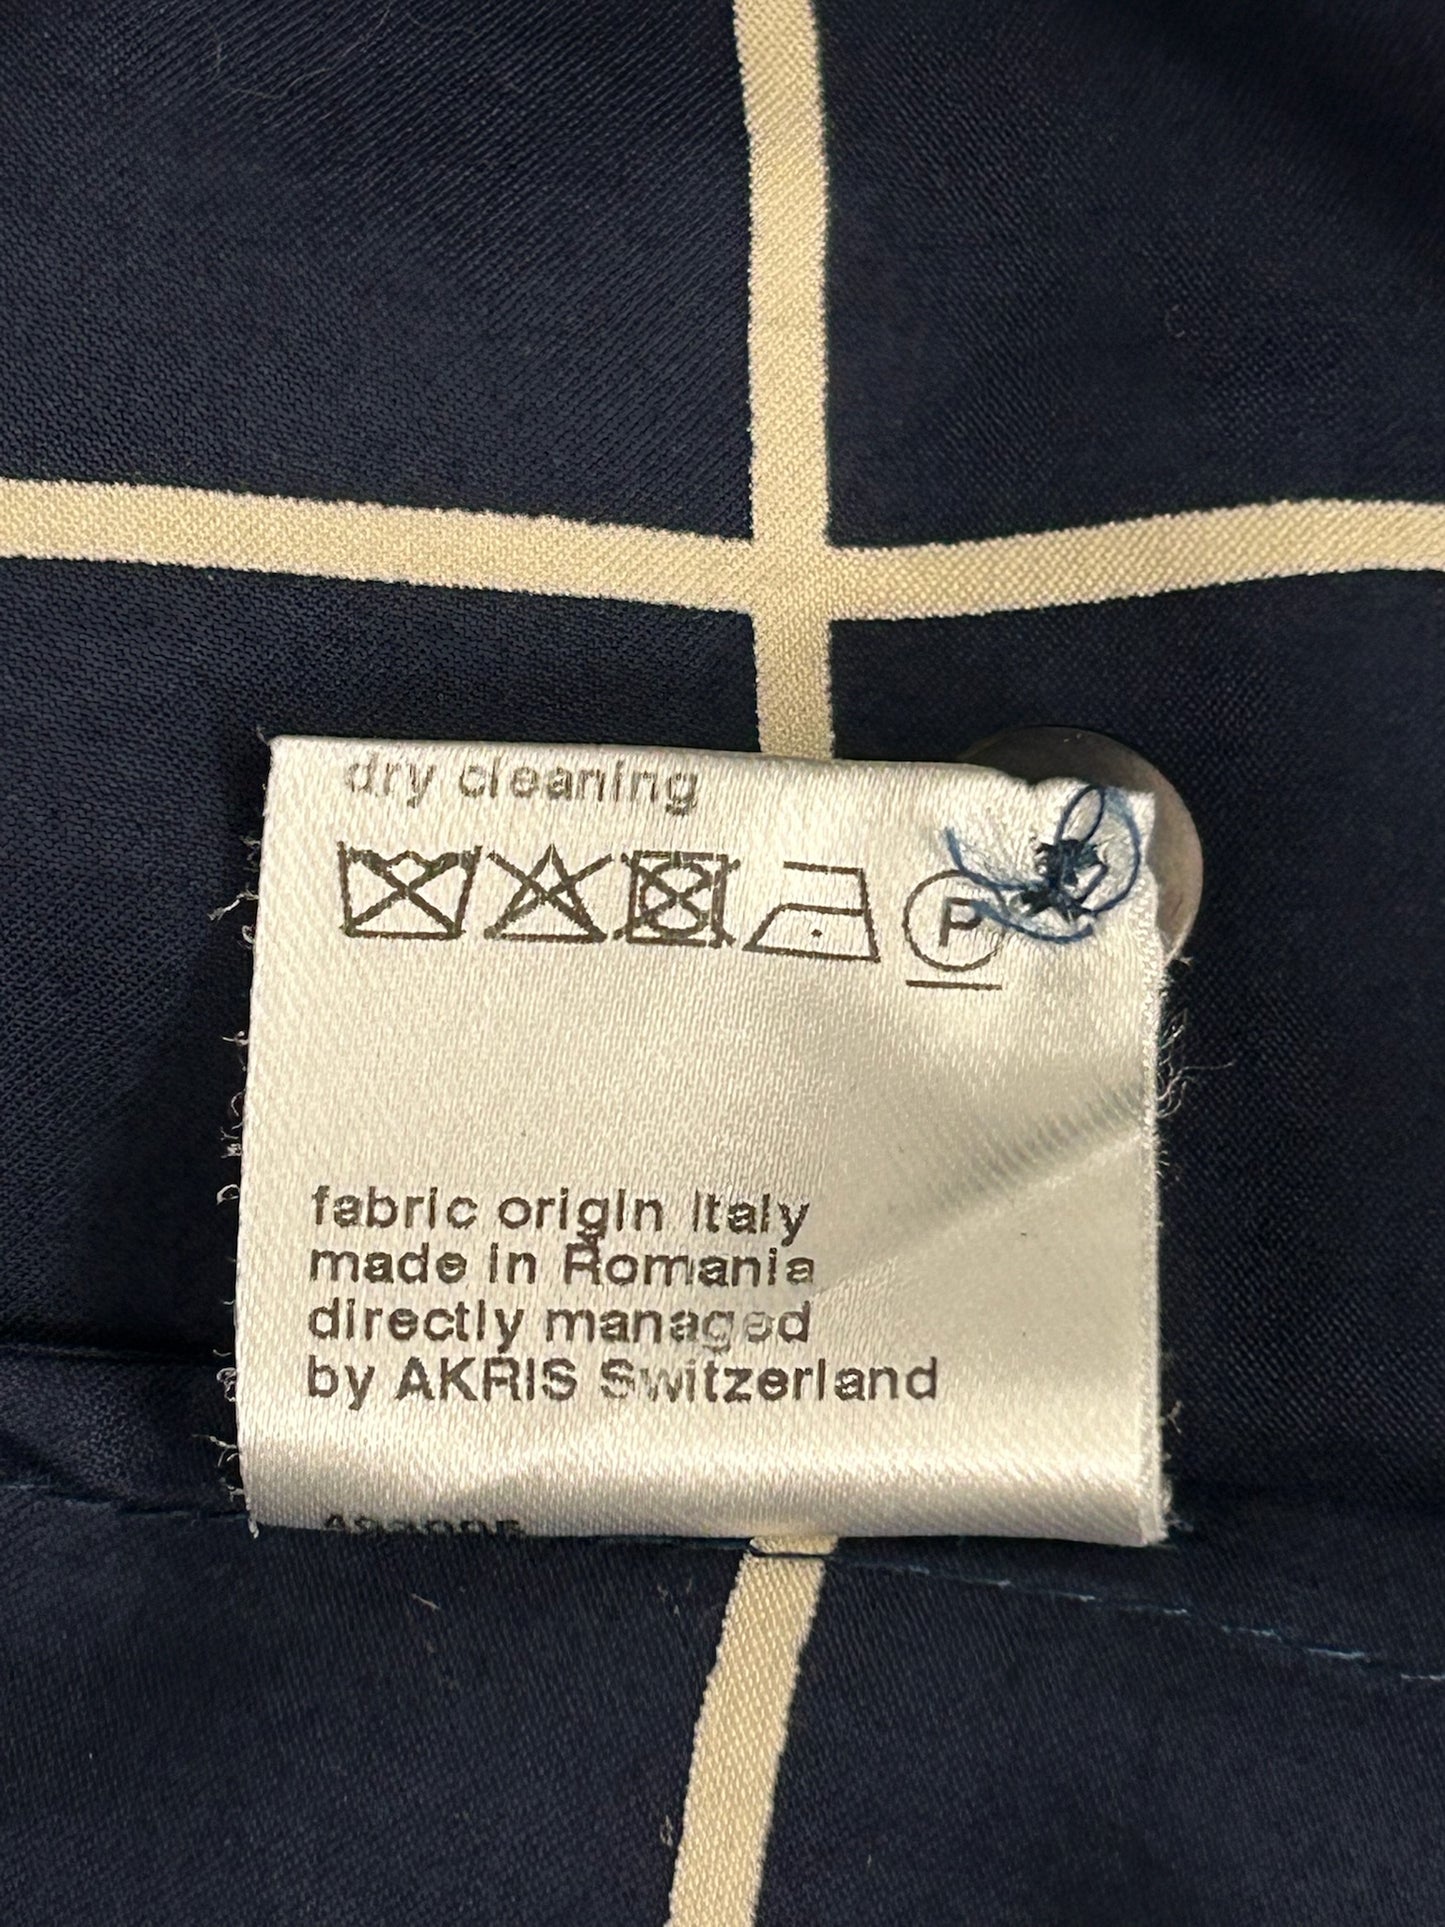 dry cleaning
P
fabric origin Italy
made in Romania
directly managed
by AKRIS Switzerland